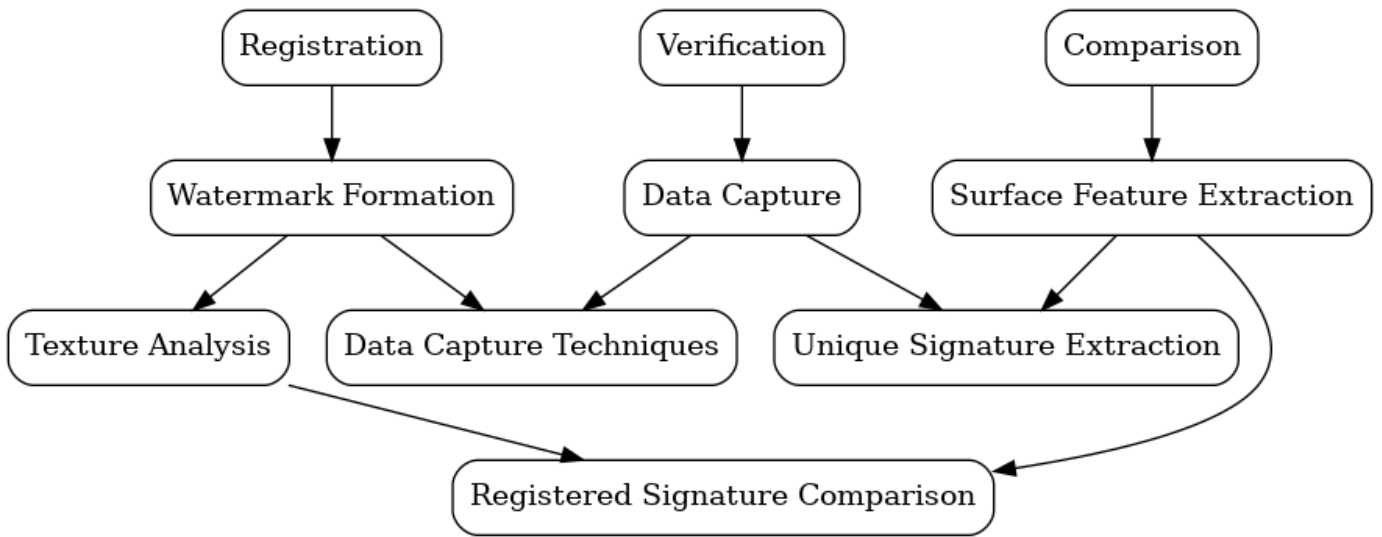 Registration
Verification
Comparison
Watermark Formation
Data Capture
Surface Feature Extraction
Texture Analysis
Data Capture Techniques
Unique Signature Extraction
Registered Signature Comparison